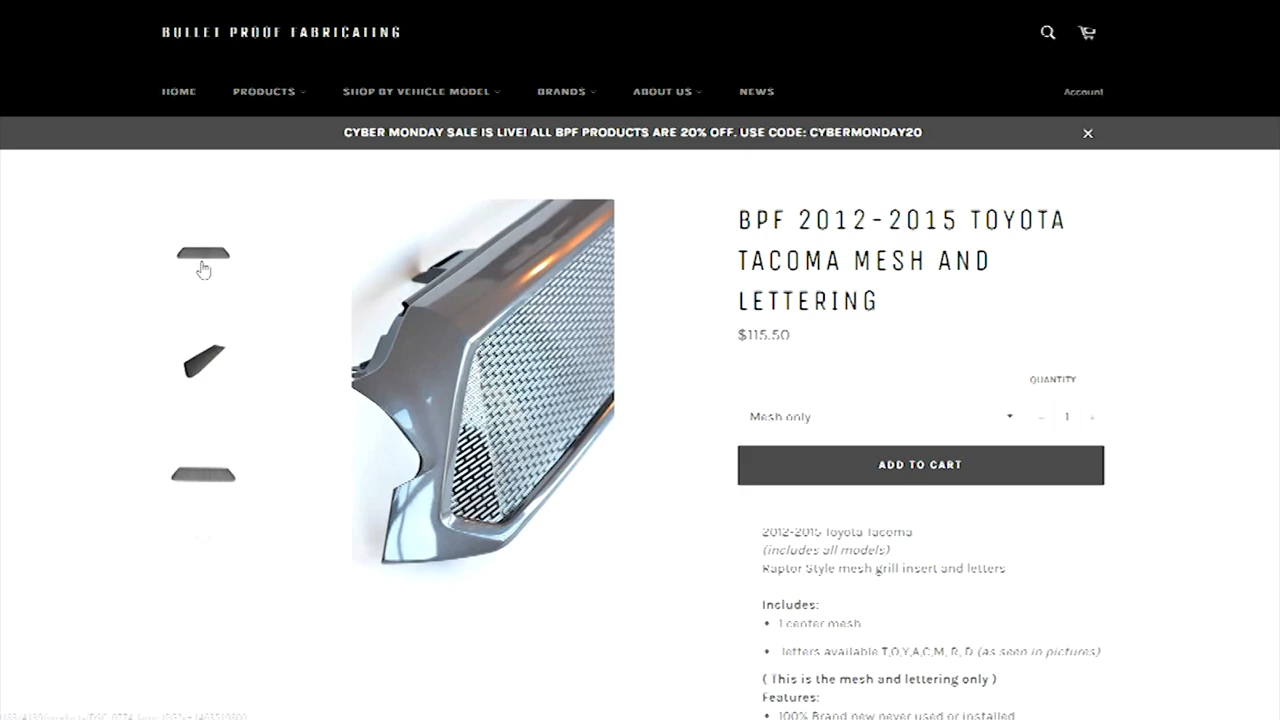 BULLET PROOF FABRICATING
HOME PRODUCTS SHOP BY VEHICLE MODEL BRANDS ABOUT US NEWS Account
CYBER MONDAY SALE IS LIVE! ALL BPF PRODUCTS ARE 20% OFF. USE CODE: CYBERMONDAY20
BPF 2012-2015 TOYOTA
TACOMA MESH AND
LETTERING
$115.50
QUANTITY
Mesh only 1
ADD TO CART
2012-2015 Toyota Tacoma
(includes all models)
Raptor Style mesh grill insert and letters
Includes:
• 1 center mesh
• letters available T,O,Y,A,C,M, R, D (as seen in pictures)
( This is the mesh and lettering only )
Features:
• 100% Brand new never used or installed